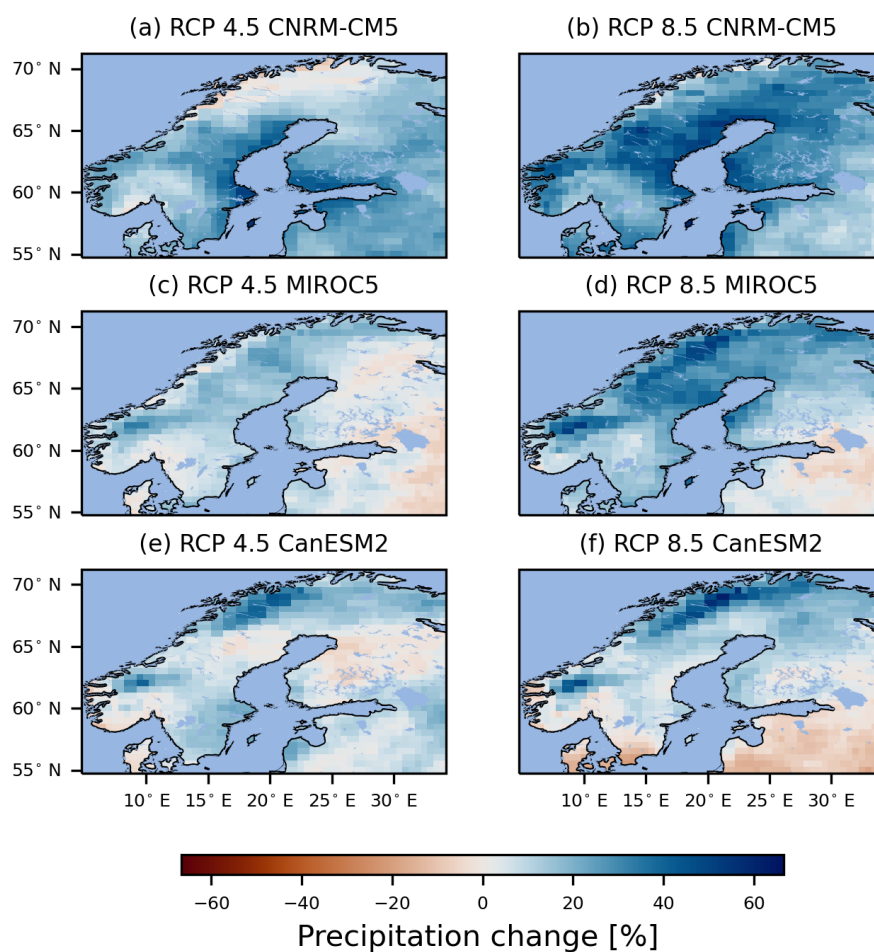 (a) RCP 4.5 CNRM-CM5
(b) RCP 8.5 CNRM-CM5
70° N
65° N
60° N
55° N
(c) RCP 4.5 MIROC5
(d) RCP 8.5 MIROC5
70° N
65° N
60° N
55° N
(e) RCP 4.5 CanESM2
(f) RCP 8.5 CanESM2
70° N
65° N
60° N
55° N
10° E 15° E 20° E 25° E 30° E
10° E 15° E 20° E 25° E 30° E
−60 −40 −20 0 20 40 60
Precipitation change [%]